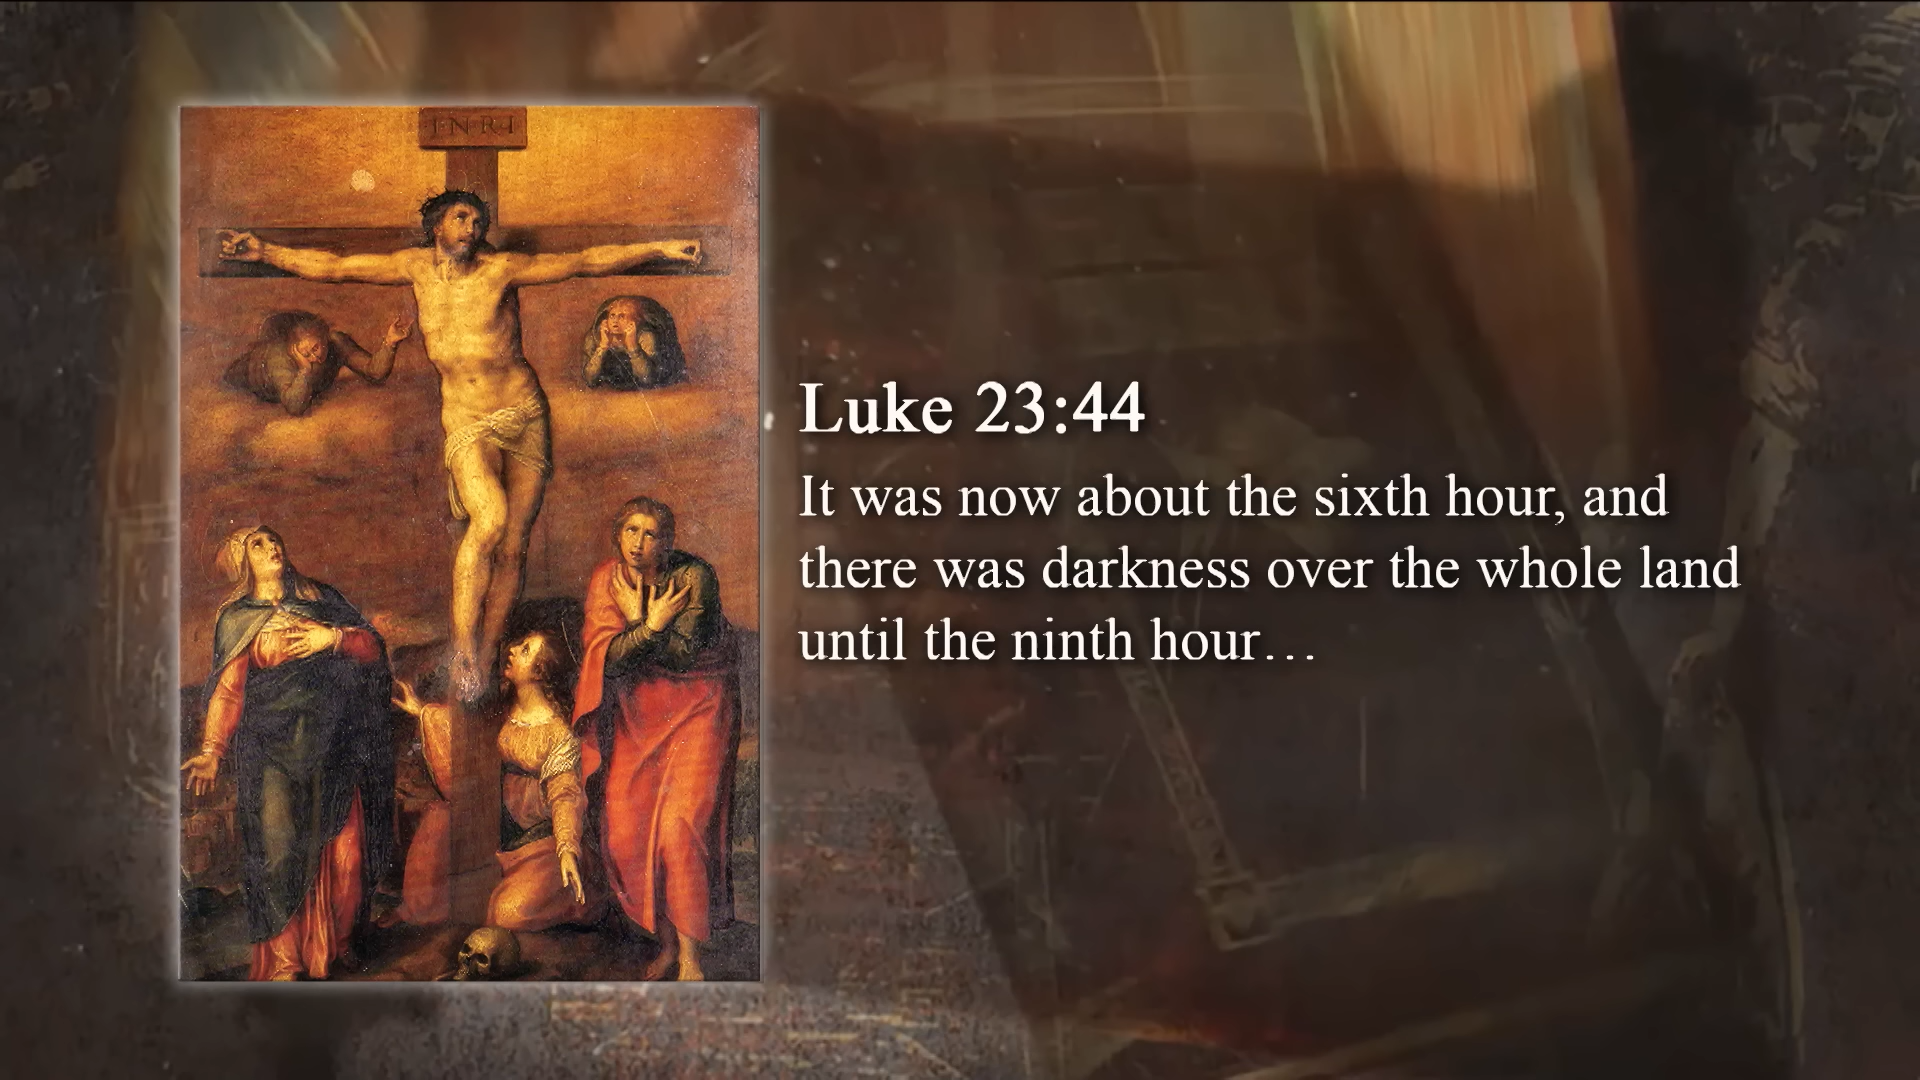 I·N·R·I
Luke 23:44
It was now about the sixth hour, and
there was darkness over the whole land
until the ninth hour…